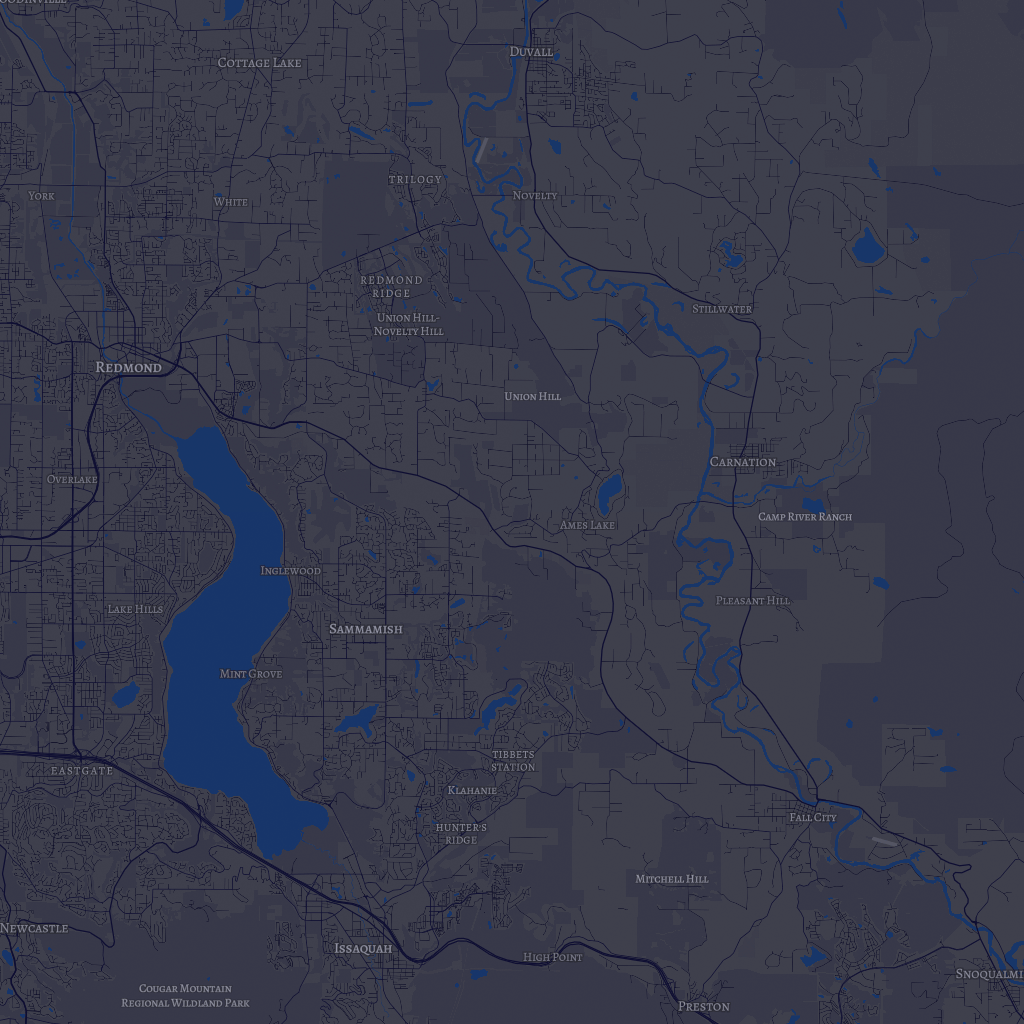 DUVALL
COTTAGE LAKE
TRILOGY
YORK
WHITE
NOVELTY
REDMOND
RIDGE
UNION HILL-
NOVELTY HILL
STILLWATER
REDMOND
UNION HILL
CARNATION
OVERLAKE
CAMP RIVER RANCH
AMES LAKE
INGLEWOOD
PLEASANT HILL
LAKE HILLS
SAMMAMISH
MINT GROVE
TIBBETS
STATION
EASTGATE
KLAHANIE
FALL CITY
HUNTER'S
RIDGE
MITCHELL HILL
NEWCASTLE
ISSAQUAH
HIGH POINT
SNOQUALMI
COUGAR MOUNTAIN
REGIONAL WILDLAND PARK
PRESTON